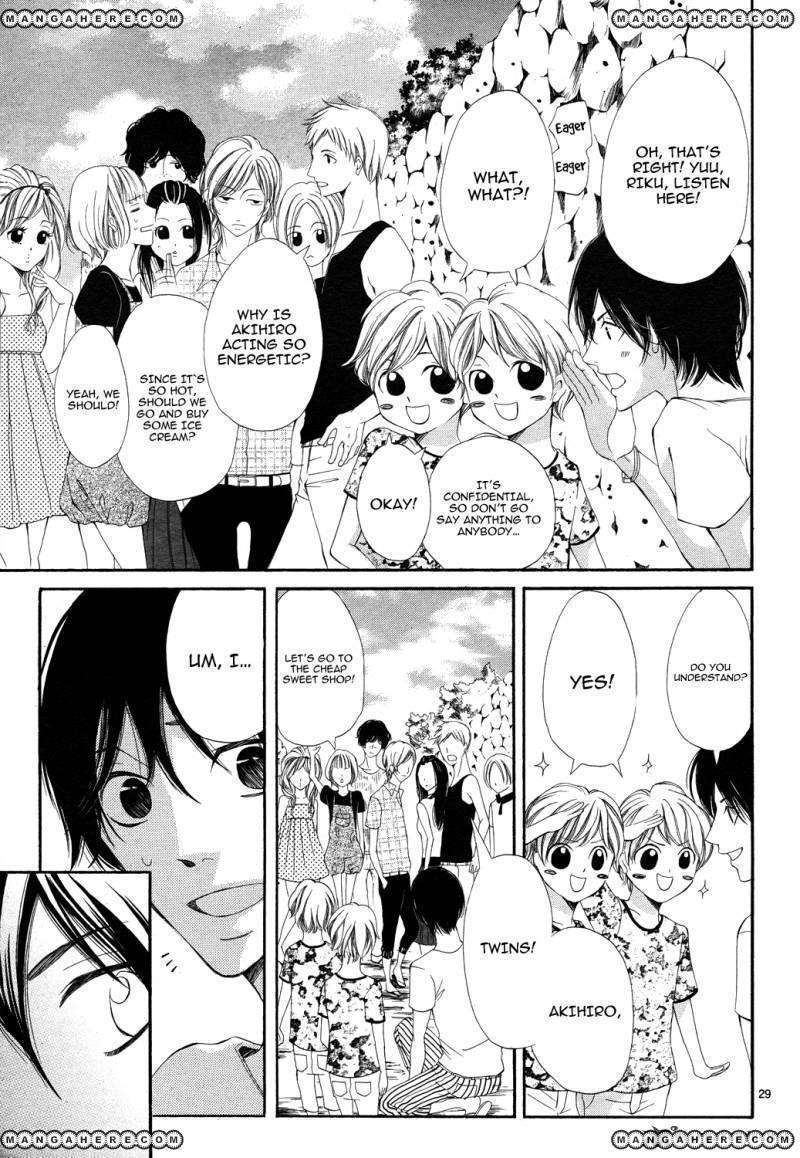 MANGAHERE.COM
MANGAHERE.COM
OH, THAT'S
RIGHT! YUU,
RIKU, LISTEN
HERE!
Eager
Eager
WHAT,
WHAT?!
IT'S
CONFIDENTIAL,
SO DON'T GO
SAY ANYTHING TO
ANYBODY...
OKAY!
WHY IS
AKIHIRO
ACTING SO
ENERGETIC?
SINCE IT'S
SO HOT,
SHOULD WE
GO AND BUY
SOME ICE
CREAM?
YEAH, WE
SHOULD!
DO YOU
UNDERSTAND?
YES!
AKIHIRO,
TWINS!
LET'S GO TO
THE CHEAP
SWEET SHOP!
UM, I...
29
MANGAHERE.COM
MANGAHERE.COM